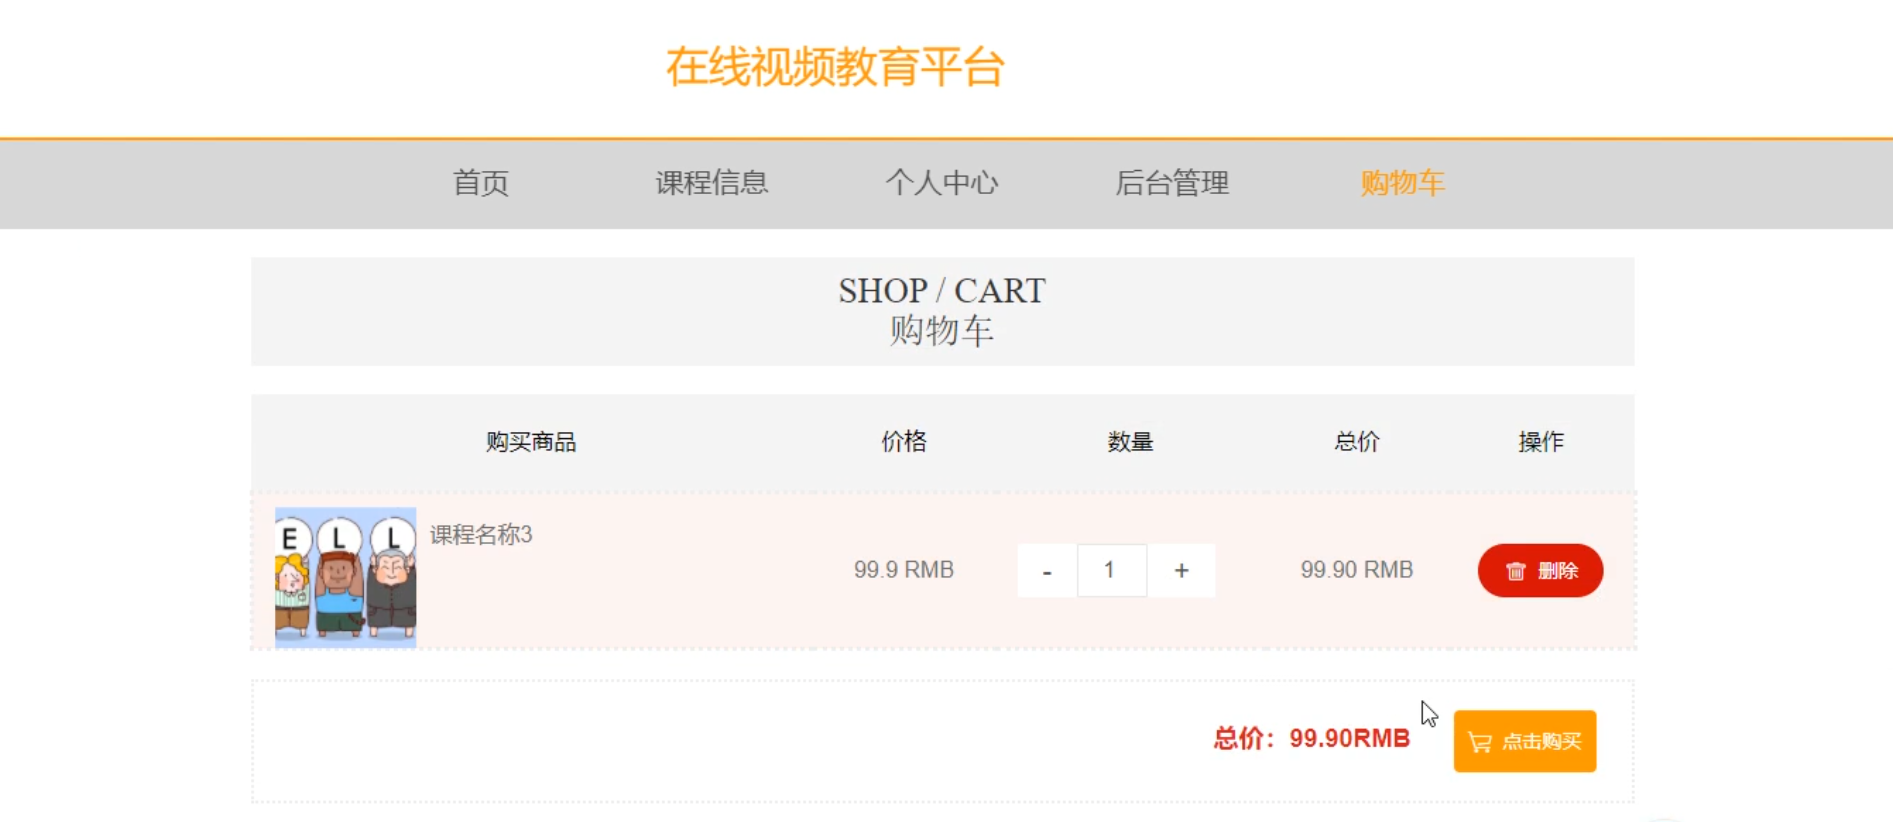 在线视频教育平台
首页 课程信息 个人中心 后台管理 购物车
SHOP / CART
购物车
购买商品 价格 数量 总价 操作
E L L
课程名称3
99.9 RMB - 1 + 99.90 RMB 删除
总价：99.90RMB 点击购买